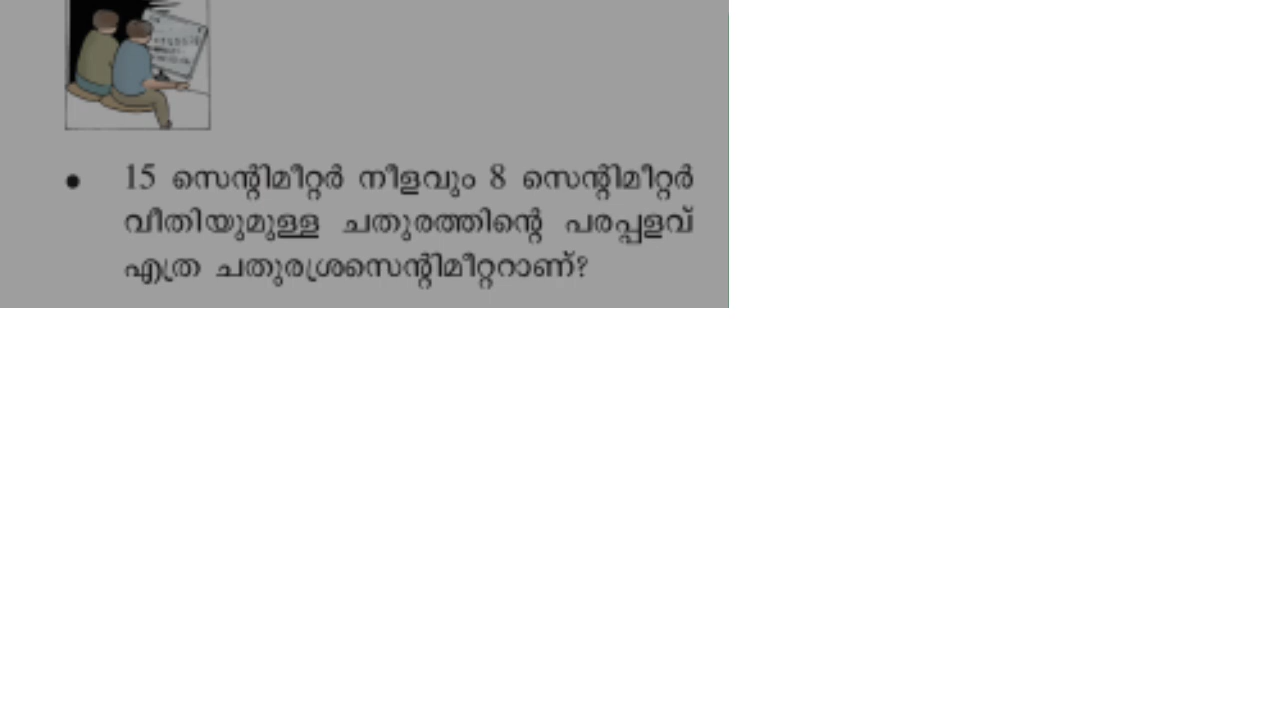 • 15 സെന്റിമീറ്റർ നീളവും 8 സെന്റിമീറ്റർ
വീതിയുമുള്ള ചതുരത്തിന്റെ പരപ്പളവ്
എത്ര ചതുരശ്രസെന്റിമീറ്ററാണ്?